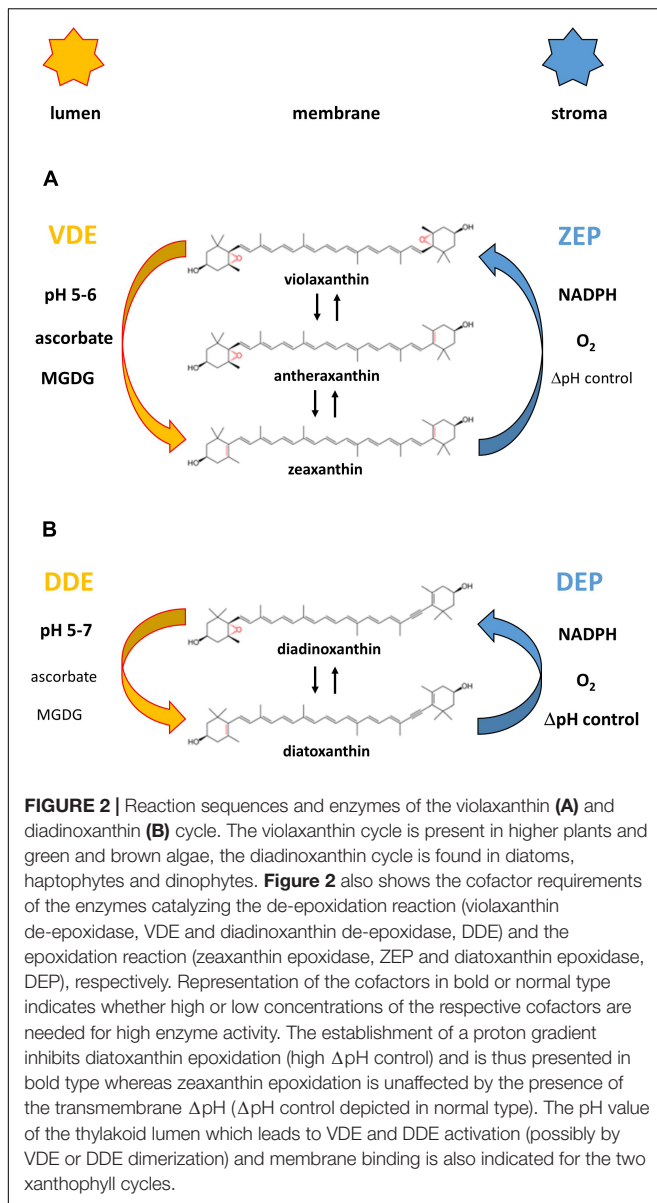 lumen membrane stroma
A
VDE ZEP
OH
O
O
HO
violaxanthin
pH 5-6 NADPH
ascorbate O₂
OH
O
HO
antheraxanthin
MGDG ΔpH control
OH
HO
zeaxanthin
B
DDE DEP
OH
O
HO
diadinoxanthin
pH 5-7 NADPH
ascorbate O₂
OH
MGDG ΔpH control
HO
diatoxanthin
FIGURE 2 | Reaction sequences and enzymes of the violaxanthin (A) and
diadinoxanthin (B) cycle. The violaxanthin cycle is present in higher plants and
green and brown algae, the diadinoxanthin cycle is found in diatoms,
haptophytes and dinophytes. Figure 2 also shows the cofactor requirements
of the enzymes catalyzing the de-epoxidation reaction (violaxanthin
de-epoxidase, VDE and diadinoxanthin de-epoxidase, DDE) and the
epoxidation reaction (zeaxanthin epoxidase, ZEP and diatoxanthin epoxidase,
DEP), respectively. Representation of the cofactors in bold or normal type
indicates whether high or low concentrations of the respective cofactors are
needed for high enzyme activity. The establishment of a proton gradient
inhibits diatoxanthin epoxidation (high ΔpH control) and is thus presented in
bold type whereas zeaxanthin epoxidation is unaffected by the presence of
the transmembrane ΔpH (ΔpH control depicted in normal type). The pH value
of the thylakoid lumen which leads to VDE and DDE activation (possibly by
VDE or DDE dimerization) and membrane binding is also indicated for the two
xanthophyll cycles.